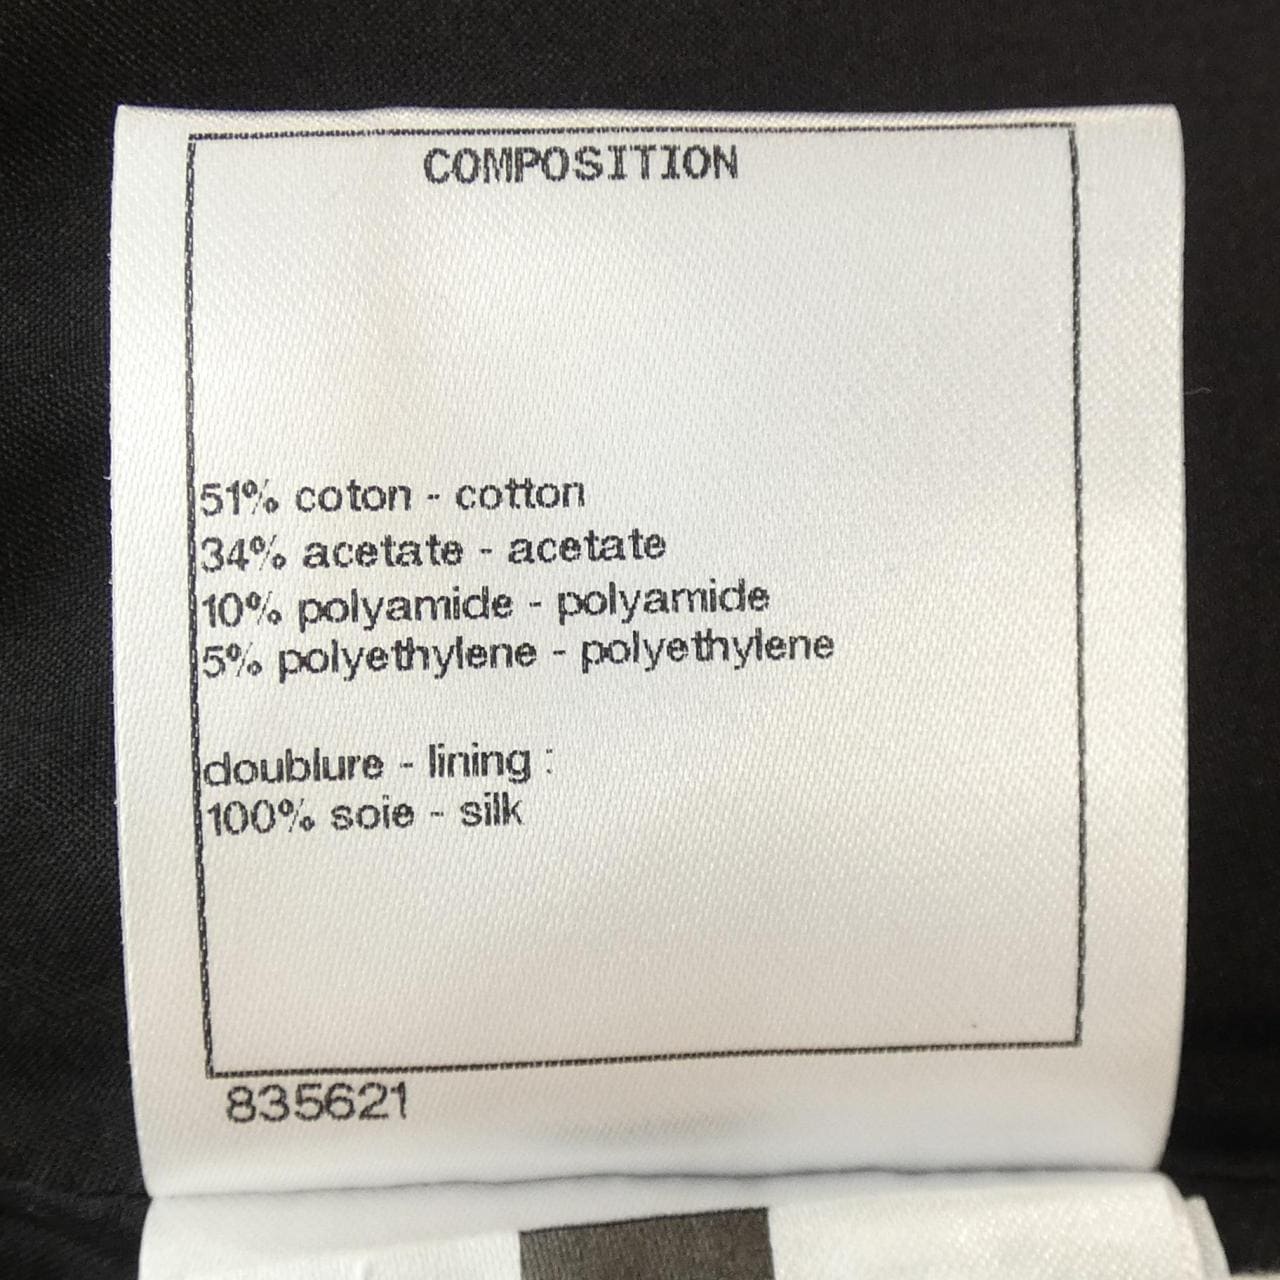 COMPOSITION
51% coton - cotton
34% acetate - acetate
10% polyamide - polyamide
5% polyethylene - polyethylene
doublure - lining :
100% soie - silk
835621